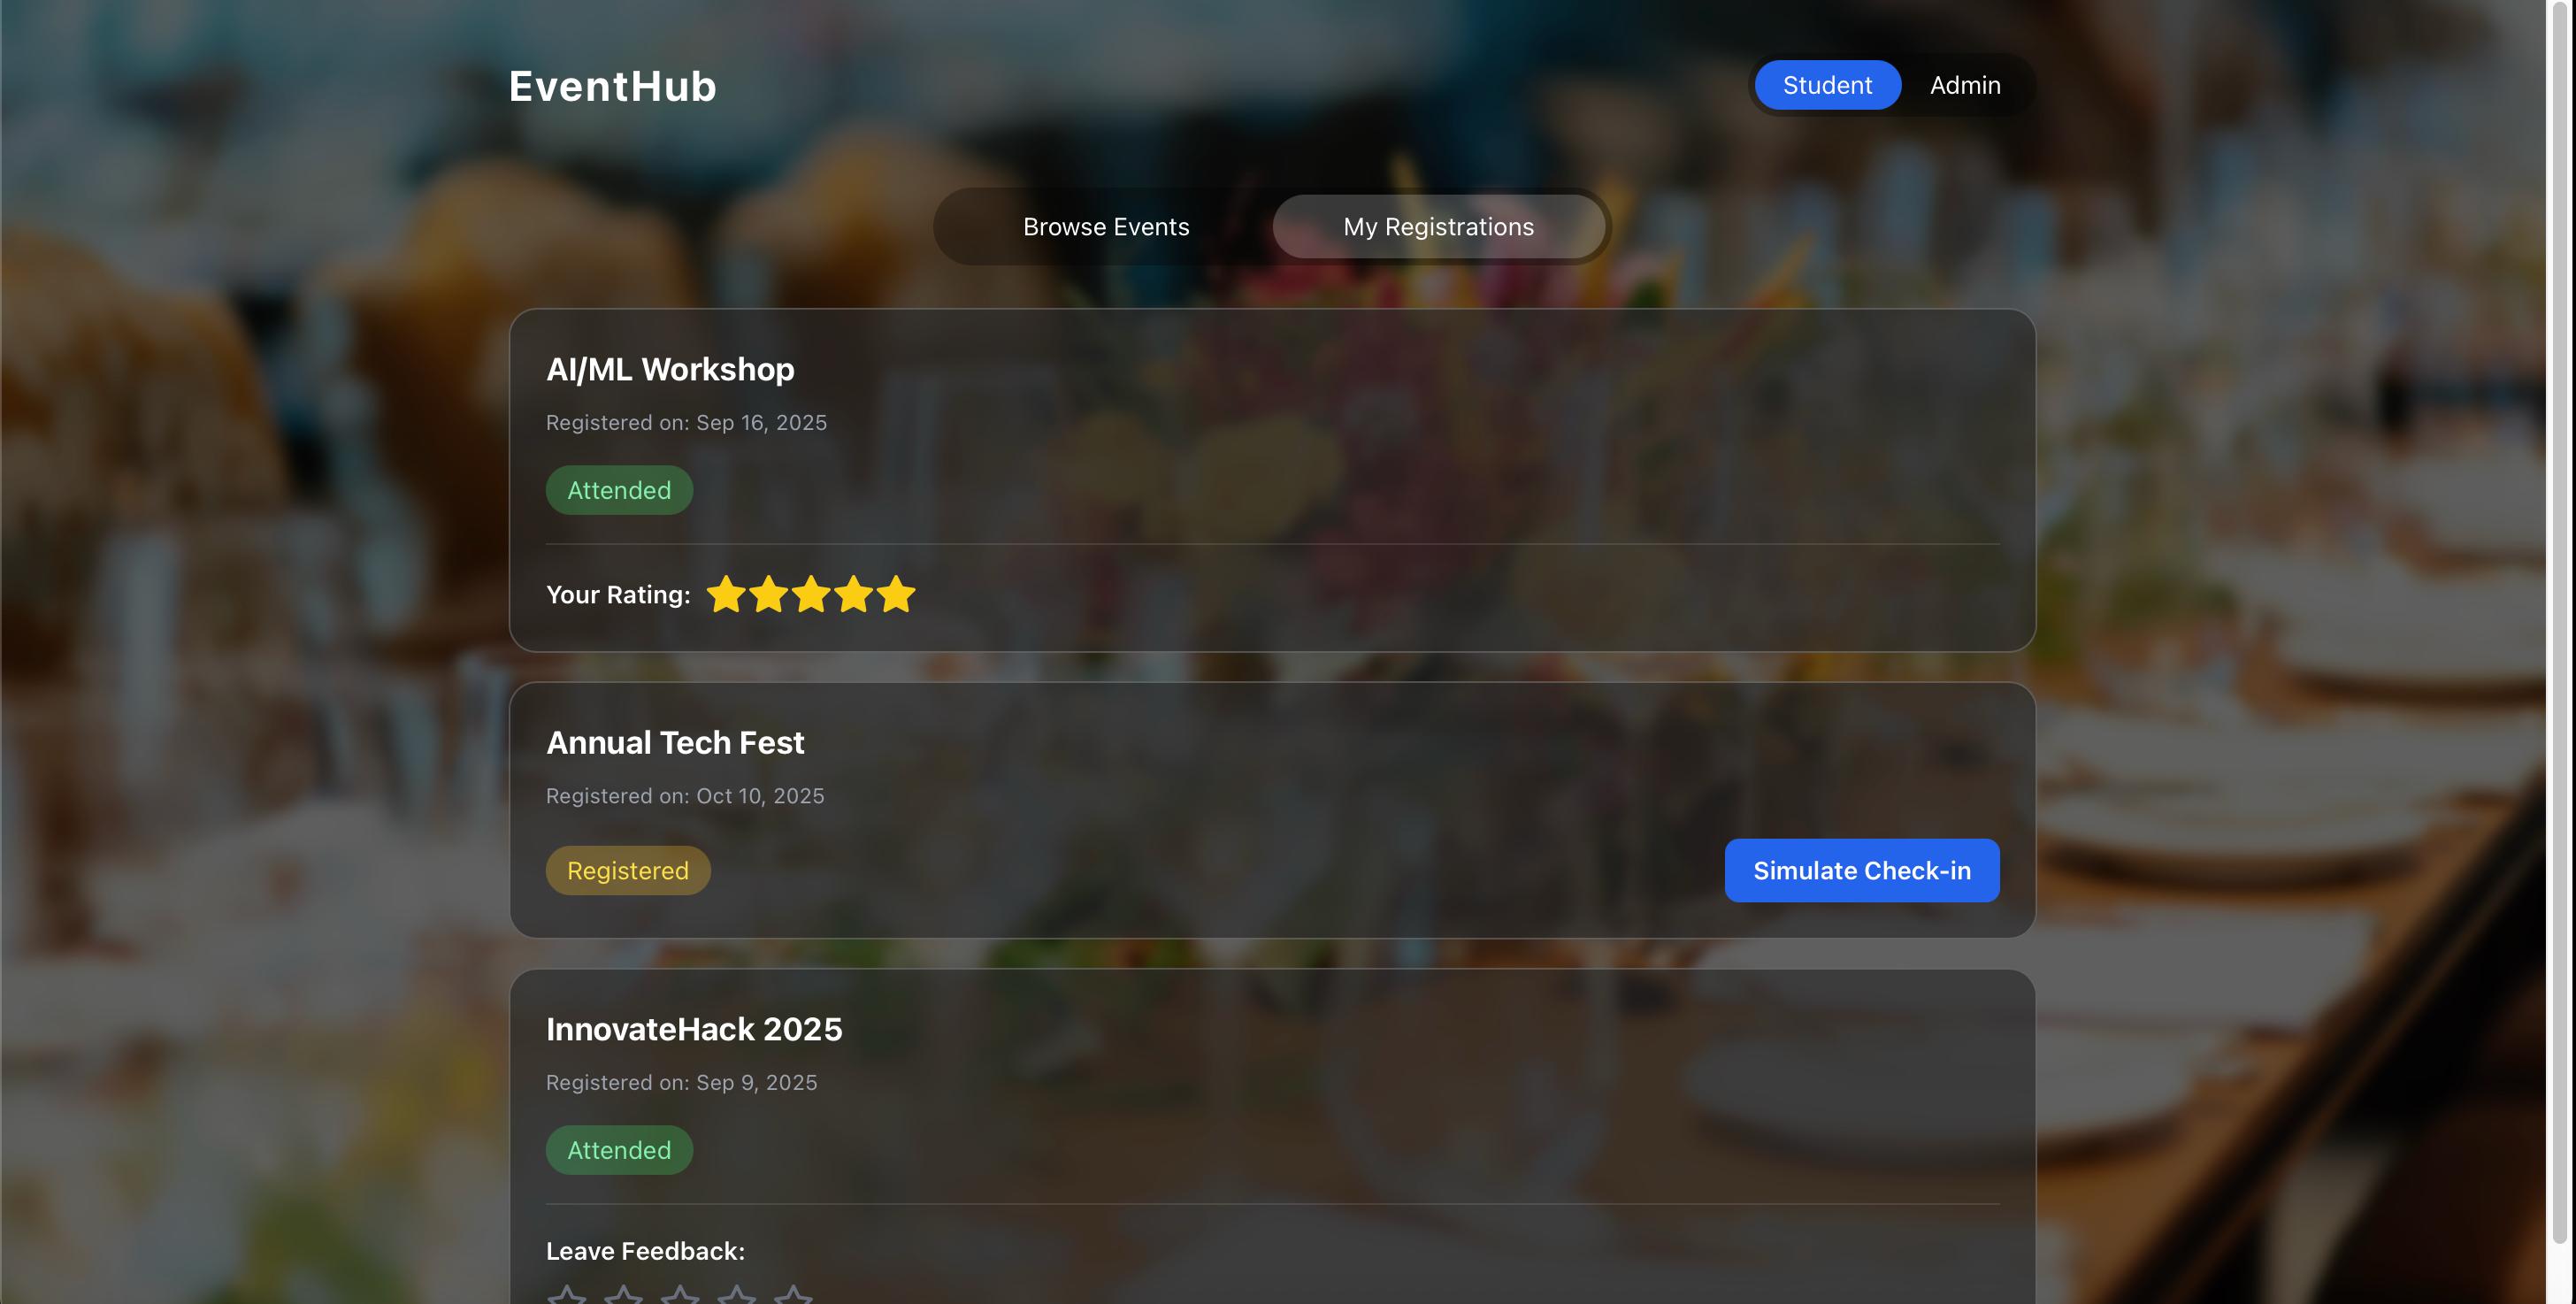 EventHub
Student Admin
Browse Events My Registrations
AI/ML Workshop
Registered on: Sep 16, 2025
Attended
Your Rating:
Annual Tech Fest
Registered on: Oct 10, 2025
Registered
Simulate Check-in
InnovateHack 2025
Registered on: Sep 9, 2025
Attended
Leave Feedback: